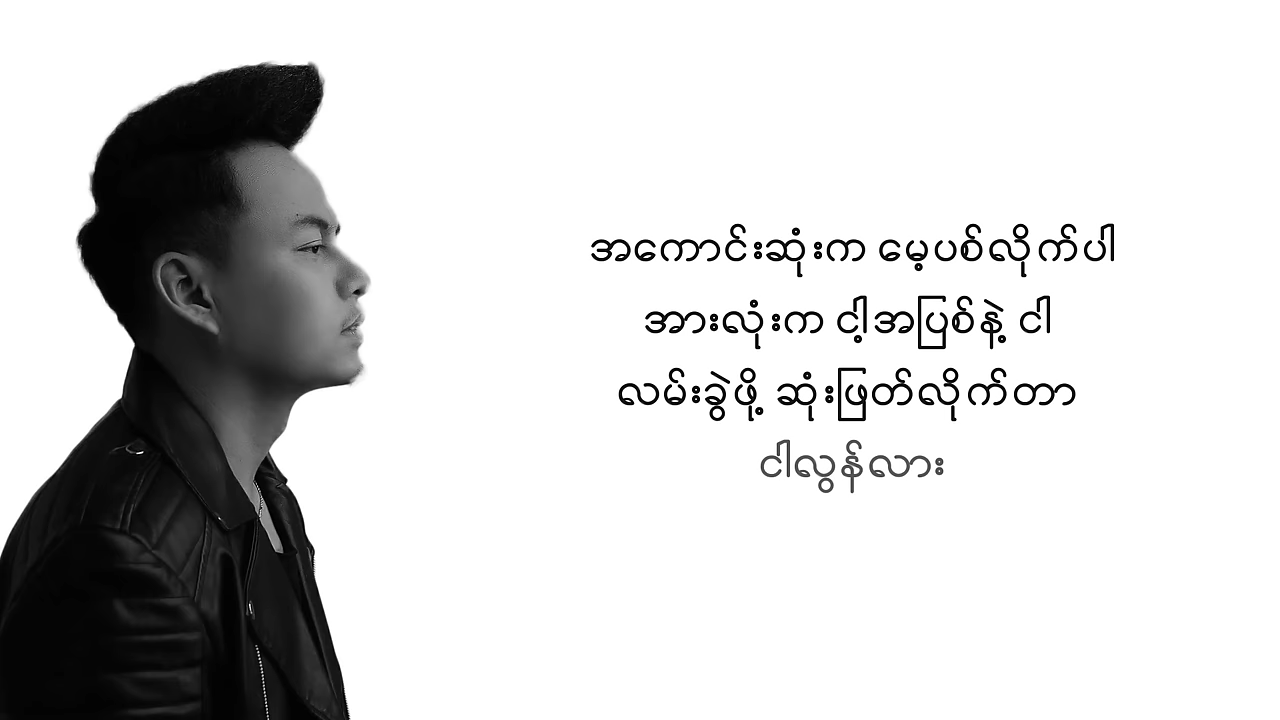 အကောင်းဆုံးက မေ့ပစ်လိုက်ပါ
အားလုံးက ငါ့အပြစ်နဲ့ ငါ
လမ်းခွဲဖို့ ဆုံးဖြတ်လိုက်တာ
ငါလွန်လား